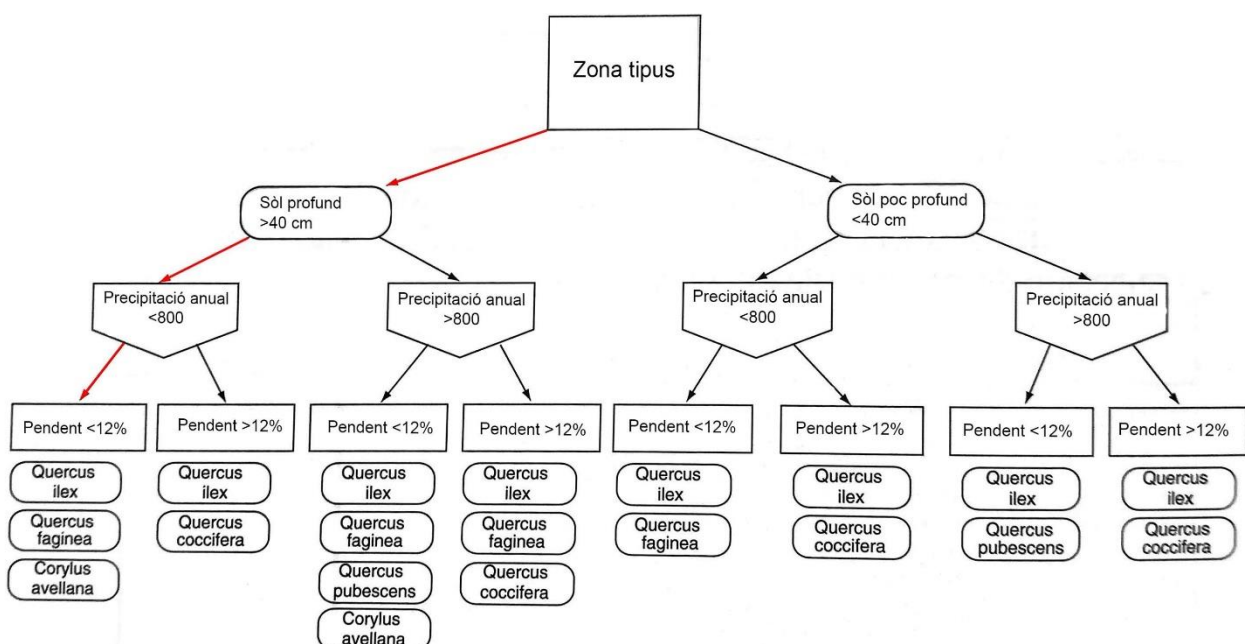 Zona tipus
Sòl profund
>40 cm
Sòl poc profund
<40 cm
Precipitació anual
<800
Precipitació anual
>800
Precipitació anual
<800
Precipitació anual
>800
Pendent <12%
Pendent >12%
Pendent <12%
Pendent >12%
Pendent <12%
Pendent >12%
Pendent <12%
Pendent >12%
Quercus
ilex
Quercus
faginea
Corylus
avellana
Quercus
ilex
Quercus
coccifera
Quercus
ilex
Quercus
faginea
Quercus
pubescens
Corylus
avellana
Quercus
ilex
Quercus
faginea
Quercus
coccifera
Quercus
ilex
Quercus
faginea
Quercus
ilex
Quercus
coccifera
Quercus
ilex
Quercus
pubescens
Quercus
ilex
Quercus
coccifera